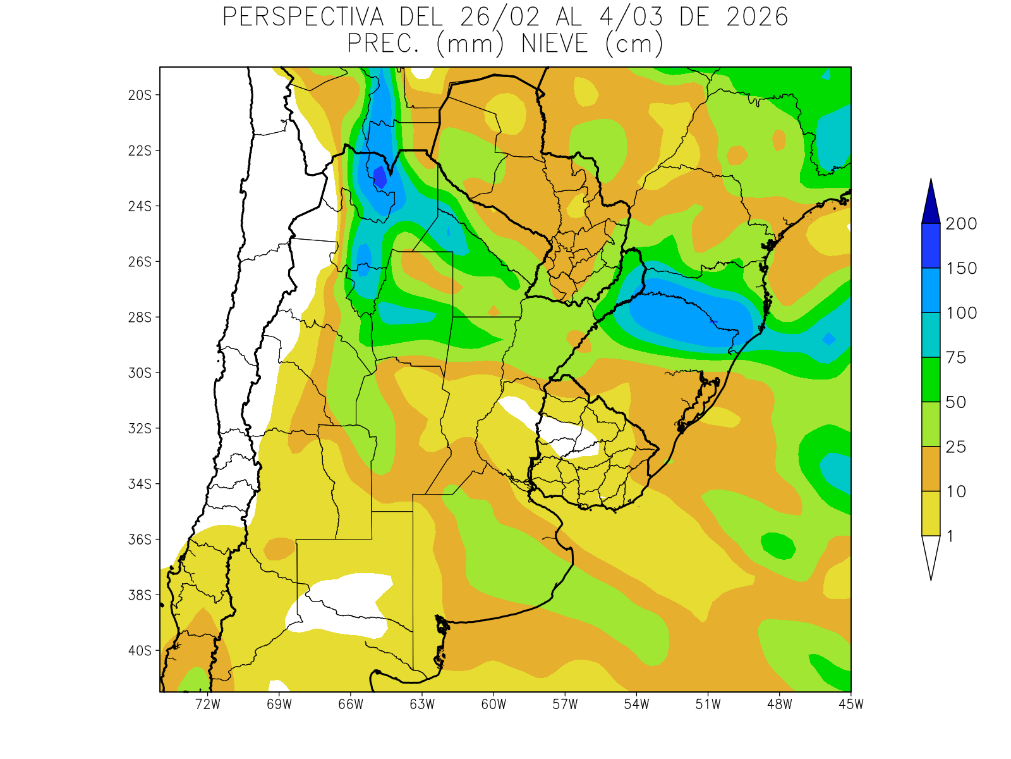 PERSPECTIVA DEL 26/02 AL 4/03 DE 2026
PREC. (mm) NIEVE (cm)
20S
22S
24S
26S
28S
30S
32S
34S
36S
38S
40S
72W 69W 66W 63W 60W 57W 54W 51W 48W 45W
200
150
100
75
50
25
10
1